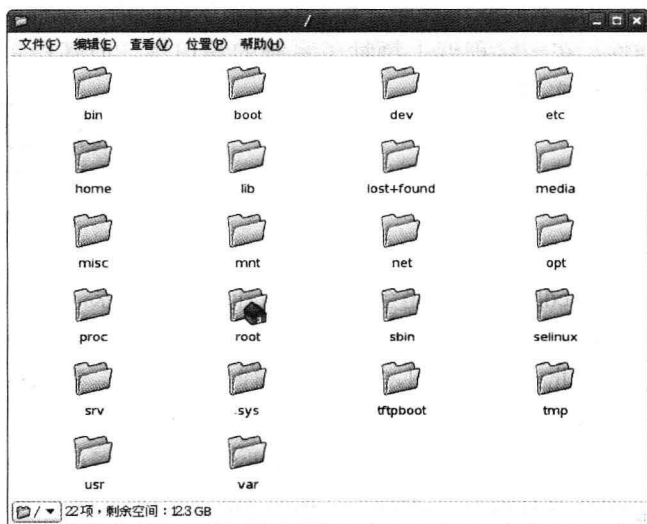 /
文件(F) 编辑(E) 查看(V) 位置(P) 帮助(H)
bin boot dev etc
home lib lost+found media
misc mnt net opt
proc root sbin selinux
srv sys tftpboot tmp
usr var
/ 22项，剩余空间：12.3 GB